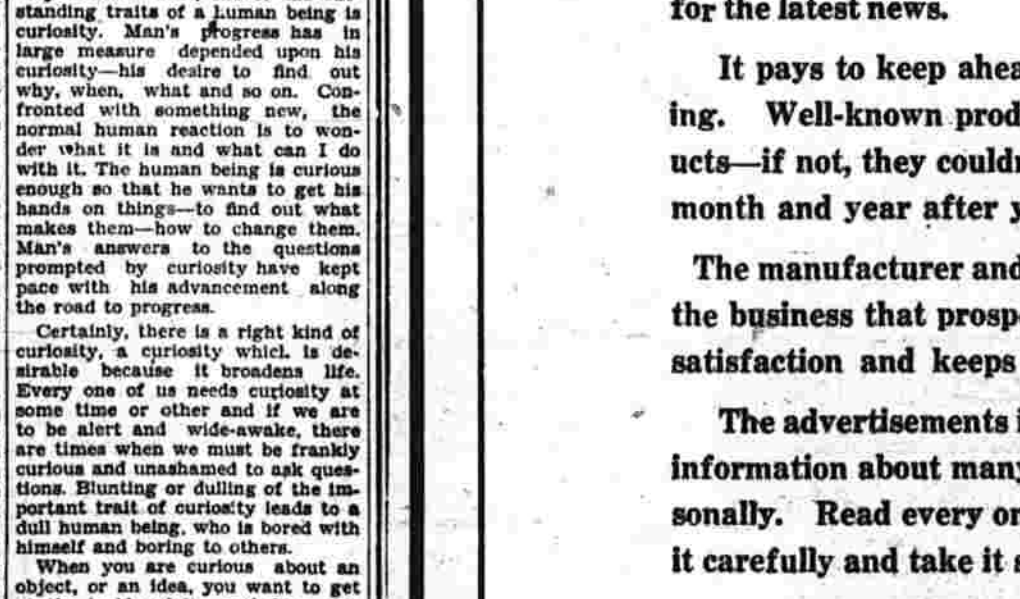 standing traits of a human being is
curiosity. Man's progress has in
large measure depended upon his
curiosity—his desire to find out
why, when, what and so on. Con-
fronted with something new, the
normal human reaction is to won-
der what it is and what can I do
with it. The human being is curious
enough so that he wants to get his
hands on things—to find out what
makes them—how to change them.
Man's answers to the questions
prompted by curiosity have kept
pace with his advancement along
the road to progress.
Certainly, there is a right kind of
curiosity, a curiosity which is de-
sirable because it broadens life.
Every one of us needs curiosity at
some time or other and if we are
to be alert and wide-awake, there
are times when we must be frankly
curious and unashamed to ask ques-
tions. Blunting or dulling of the im-
portant trait of curiosity leads to a
dull human being, who is bored with
himself and boring to others.
When you are curious about an
object, or an idea, you want to get
for the latest news.
It pays to keep ahea
ing. Well-known prod
ucts—if not, they couldn
month and year after y
The manufacturer and
the business that prosp
satisfaction and keeps
The advertisements i
information about many
sonally. Read every on
it carefully and take it s